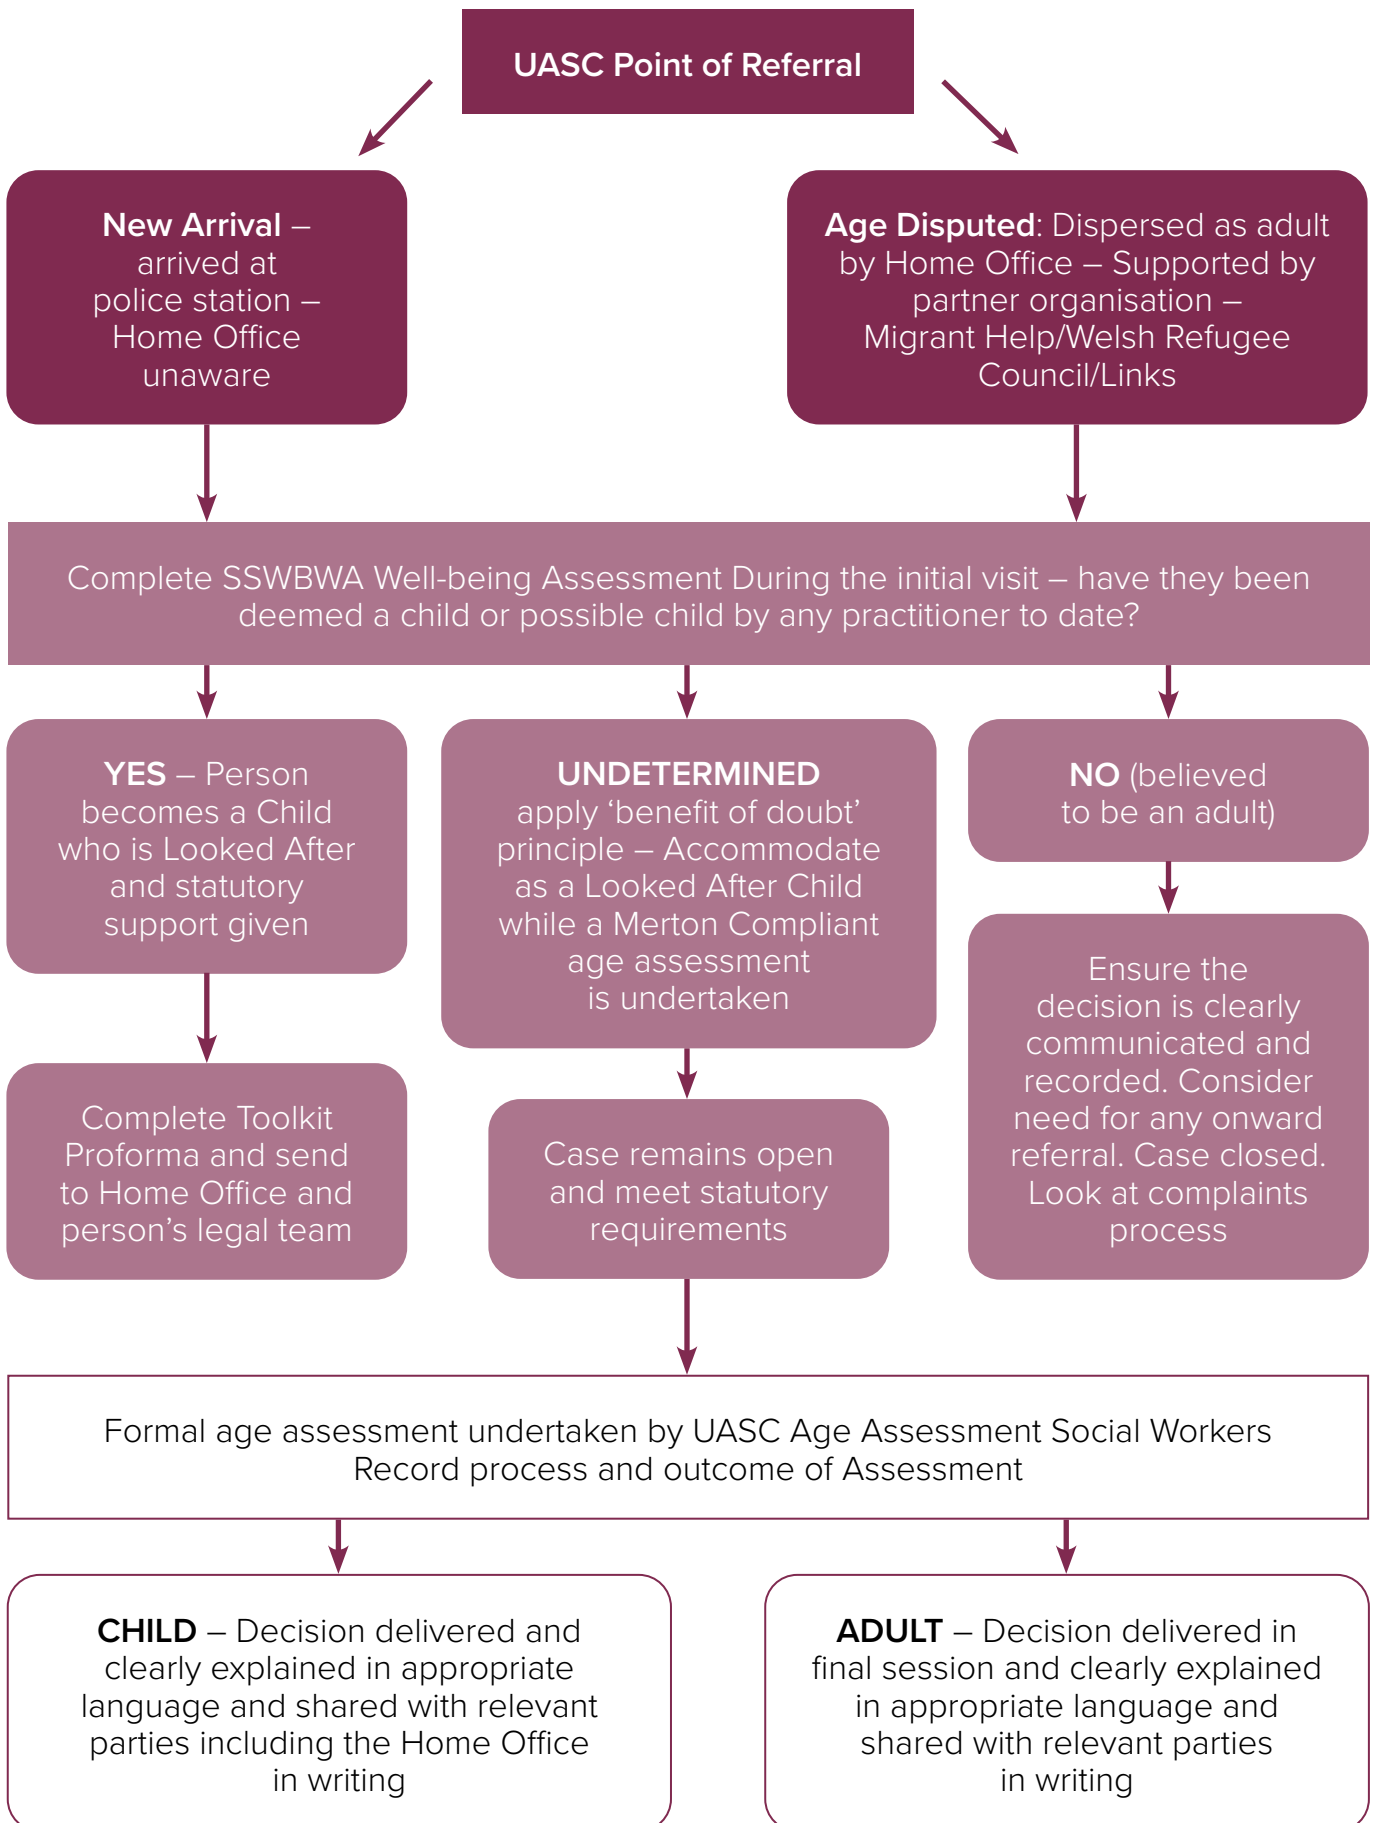 UASC Point of Referral
New Arrival –
arrived at
police station –
Home Office
unaware
Age Disputed: Dispersed as adult
by Home Office – Supported by
partner organisation –
Migrant Help/Welsh Refugee
Council/Links
Complete SSWBWA Well-being Assessment During the initial visit – have they been
deemed a child or possible child by any practitioner to date?
YES – Person
becomes a Child
who is Looked After
and statutory
support given
UNDETERMINED
apply ‘benefit of doubt’
principle – Accommodate
as a Looked After Child
while a Merton Compliant
age assessment
is undertaken
NO (believed
to be an adult)
Complete Toolkit
Proforma and send
to Home Office and
person’s legal team
Case remains open
and meet statutory
requirements
Ensure the
decision is clearly
communicated and
recorded. Consider
need for any onward
referral. Case closed.
Look at complaints
process
Formal age assessment undertaken by UASC Age Assessment Social Workers
Record process and outcome of Assessment
CHILD – Decision delivered and
clearly explained in appropriate
language and shared with relevant
parties including the Home Office
in writing
ADULT – Decision delivered in
final session and clearly explained
in appropriate language and
shared with relevant parties
in writing